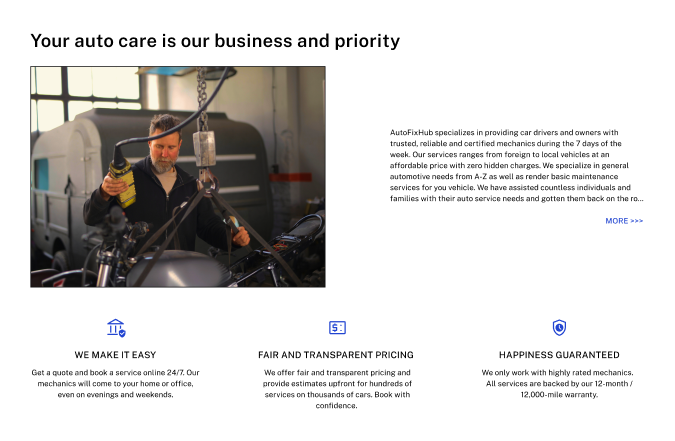 Your auto care is our business and priority
AutoFixHub specializes in providing car drivers and owners with
trusted, reliable and certified mechanics during the 7 days of the
week. Our services ranges from foreign to local vehicles at an
affordable price with zero hidden charges. We specialize in general
automotive needs from A-Z as well as render basic maintenance
services for you vehicle. We have assisted countless individuals and
families with their auto service needs and gotten them back on the ro...
MORE >>>
WE MAKE IT EASY
Get a quote and book a service online 24/7. Our
mechanics will come to your home or office,
even on evenings and weekends.
FAIR AND TRANSPARENT PRICING
We offer fair and transparent pricing and
provide estimates upfront for hundreds of
services on thousands of cars. Book with
confidence.
HAPPINESS GUARANTEED
We only work with highly rated mechanics.
All services are backed by our 12-month /
12,000-mile warranty.